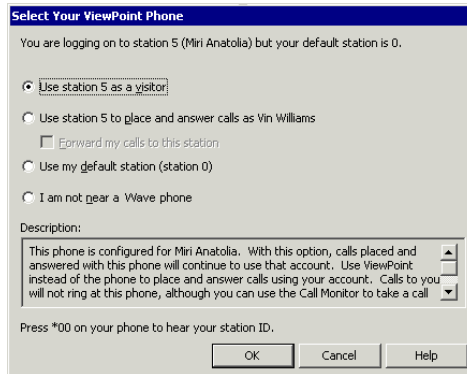 Select Your ViewPoint Phone
You are logging on to station 5 (Miri Anatolia) but your default station is 0.
Use station 5 as a visitor
Use station 5 to place and answer calls as Vin Williams
Forward my calls to this station
Use my default station (station 0)
I am not near a Wave phone
Description:
This phone is configured for Miri Anatolia. With this option, calls placed and
answered with this phone will continue to use that account. Use ViewPoint
instead of the phone to place and answer calls using your account. Calls to you
will not ring at this phone, although you can use the Call Monitor to take a call
Press *00 on your phone to hear your station ID.
OK Cancel Help